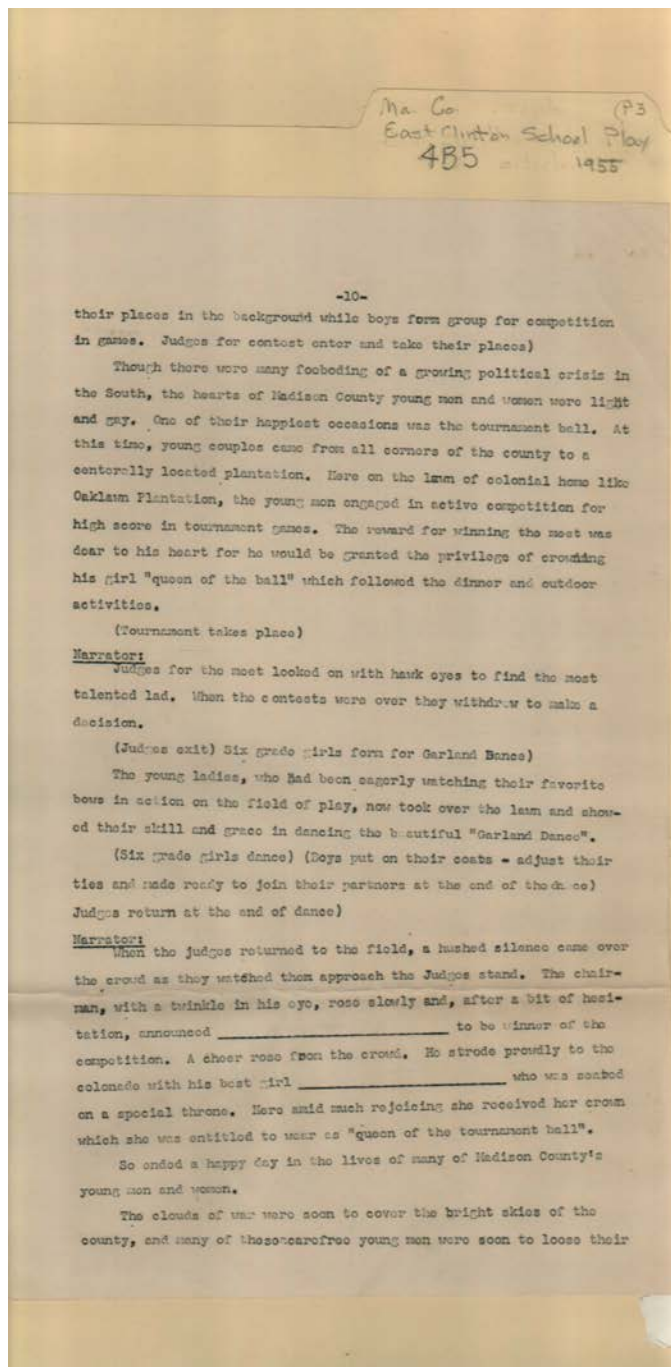 Ma. Co. (P3
East Clinton School Play
4B5 1955
-10-
their places in the background while boys form group for competition
in games. Judges for contest enter and take their places)
Though there were many fooboding of a growing political crisis in
the South, the hearts of Madison County young men and women were light
and gay. One of their happiest occasions was the tournament ball. At
this time, young couples came from all corners of the county to a
centerally located plantation. Here on the lawn of colonial home like
Oaklawn Plantation, the young men engaged in active competition for
high score in tournament games. The reward for winning the meet was
dear to his heart for he would be granted the privilege of crowning
his girl "queen of the ball" which followed the dinner and outdoor
activities.
(Tournament takes place)
Narrator:
Judges for the meet looked on with hawk eyes to find the most
talented lad. When the contests were over they withdrew to make a
decision.
(Judges exit) Six grade girls form for Garland Dance)
The young ladies, who Had been eagerly watching their favorite
bows in action on the field of play, now took over the lawn and show-
ed their skill and grace in dancing the beautiful "Garland Dance".
(Six grade girls dance) (Boys put on their coats - adjust their
ties and made ready to join their partners at the end of the dance)
Judges return at the end of dance)
Narrator:
When the judges returned to the field, a hushed silence came over
the crowd as they watched them approach the Judges stand. The chair-
man, with a twinkle in his eye, rose slowly and, after a bit of hesi-
tation, announced ____________________ to be winner of the
competition. A cheer rose from the crowd. He strode proudly to the
colonade with his best girl ____________________ who was seated
on a special throne. Here amid much rejoicing she received her crown
which she was entitled to wear as "queen of the tournament ball".
So ended a happy day in the lives of many of Madison County's
young men and women.
The clouds of war were soon to cover the bright skies of the
county, and many of these carefree young men were soon to loose their